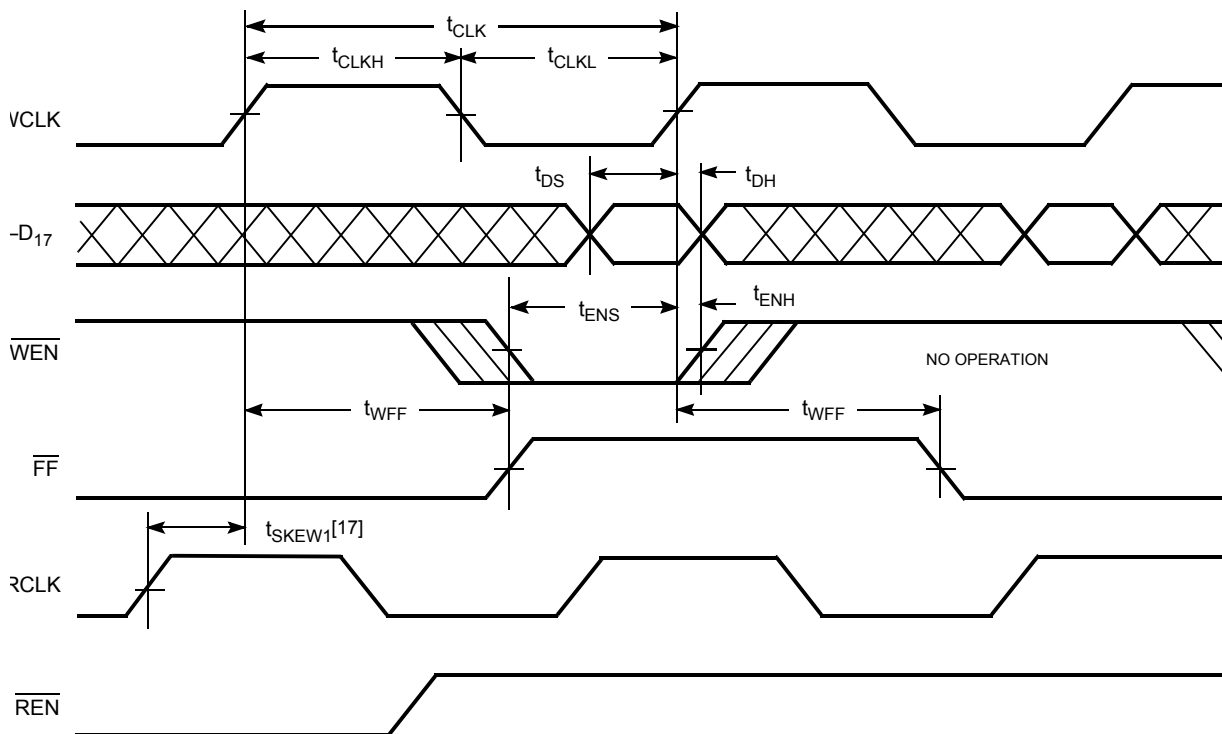 tCLK
tCLKH
tCLKL
WCLK
tDS
tDH
–D17
tENS
tENH
WEN
NO OPERATION
tWFF
tWFF
FF
tSKEW1[17]
RCLK
REN